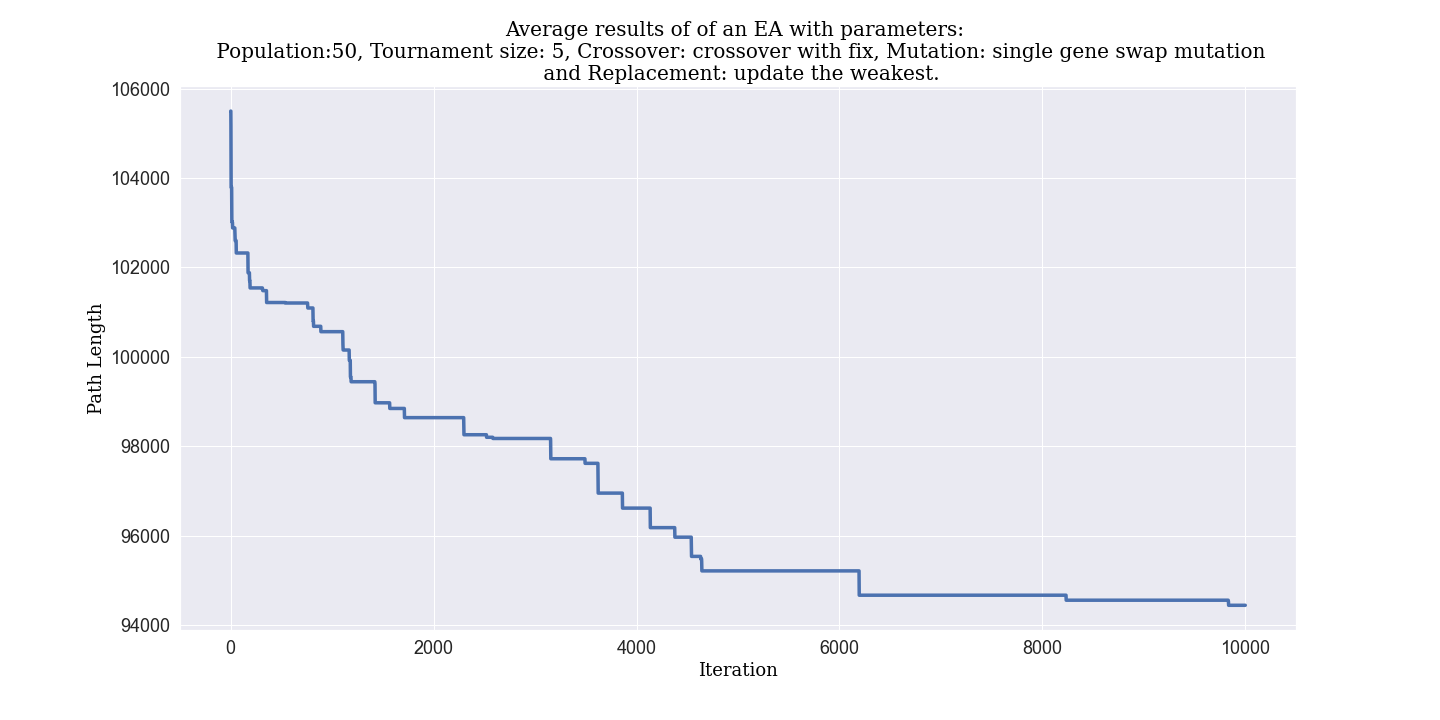 Average results of of an EA with parameters:
Population:50, Tournament size: 5, Crossover: crossover with fix, Mutation: single gene swap mutation
and Replacement: update the weakest.
106000
104000
102000
100000
98000
96000
94000
Path Length
0 2000 4000 6000 8000 10000
Iteration